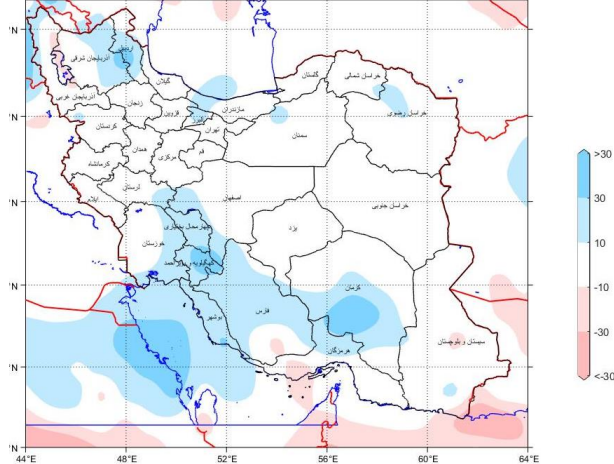 اردبیل
آذربایجان شرقی
گیلان
گلستان
خراسان شمالی
آذربایجان غربی
زنجان
قزوین
مازندران
خراسان رضوی
البرز
تهران
کردستان
سمنان
همدان
قم
مرکزی
کرمانشاه
لرستان
ایلام
اصفهان
خراسان جنوبی
چهارمحال بختیاری
یزد
خوزستان
کهگیلویه
احمد
کرمان
فارس
بوشهر
هرمزگان
سیستان و بلوچستان
°N
°N
°N
°N
°N
°N
44°E
48°E
52°E
56°E
60°E
64°E
>30
30
10
-10
-30
<-30